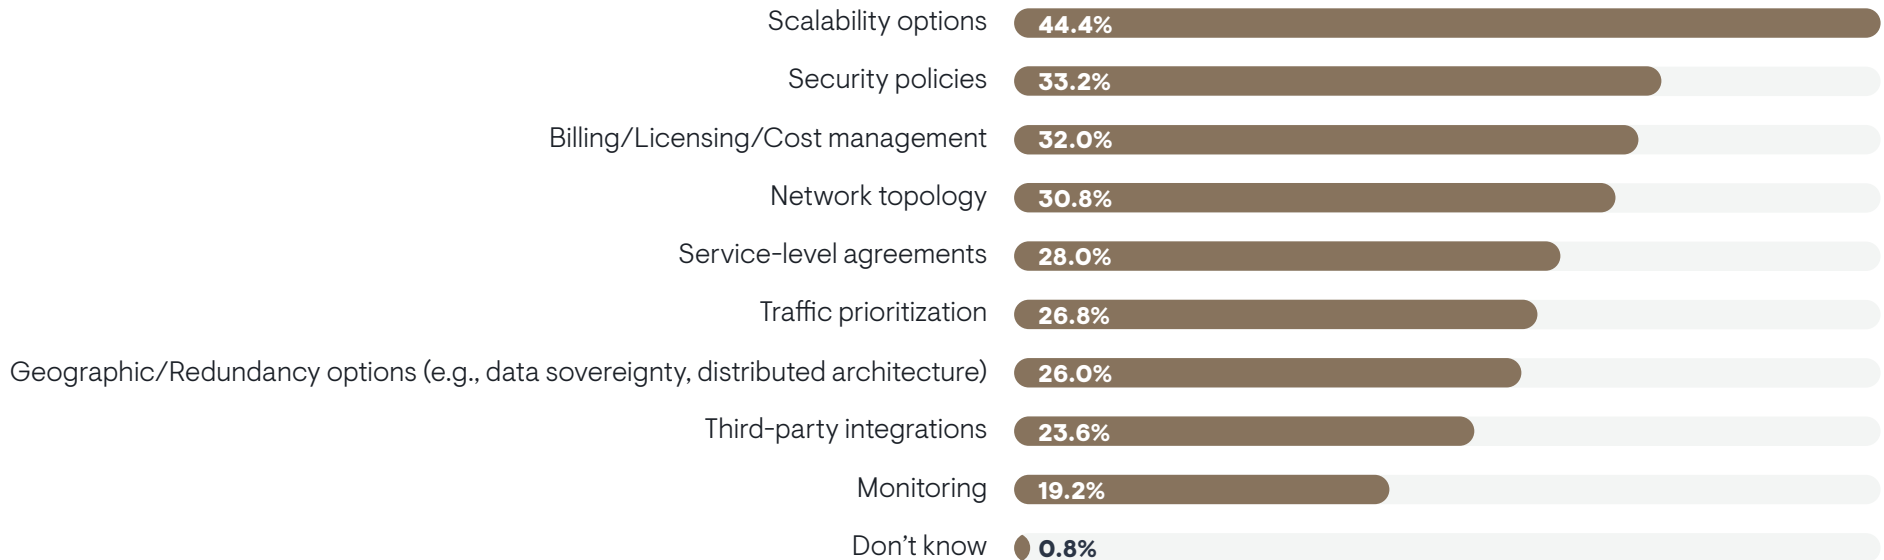 Scalability options 44.4%
Security policies 33.2%
Billing/Licensing/Cost management 32.0%
Network topology 30.8%
Service-level agreements 28.0%
Traffic prioritization 26.8%
Geographic/Redundancy options (e.g., data sovereignty, distributed architecture) 26.0%
Third-party integrations 23.6%
Monitoring 19.2%
Don’t know 0.8%